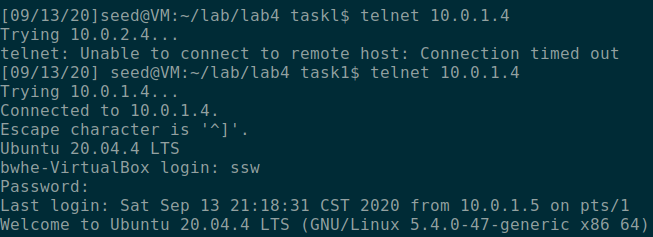 [09/13/20]seed@VM:~/lab/lab4 taskl$ telnet 10.0.1.4
Trying 10.0.2.4...
telnet: Unable to connect to remote host: Connection timed out
[09/13/20] seed@VM:~/lab/lab4 task1$ telnet 10.0.1.4
Trying 10.0.1.4...
Connected to 10.0.1.4.
Escape character is '^]'.
Ubuntu 20.04.4 LTS
bwhe-VirtualBox login: ssw
Password:
Last login: Sat Sep 13 21:18:31 CST 2020 from 10.0.1.5 on pts/1
Welcome to Ubuntu 20.04.4 LTS (GNU/Linux 5.4.0-47-generic x86 64)